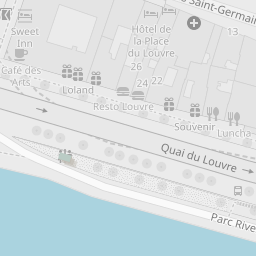 Saint-Germain
13
Sweet
Inn
Hôtel de
la Place
du Louvre
26
24
22
Café des
Arts
Loland
Resto Louvre
Souvenir
Luncha
Quai du Louvre
Parc Rive